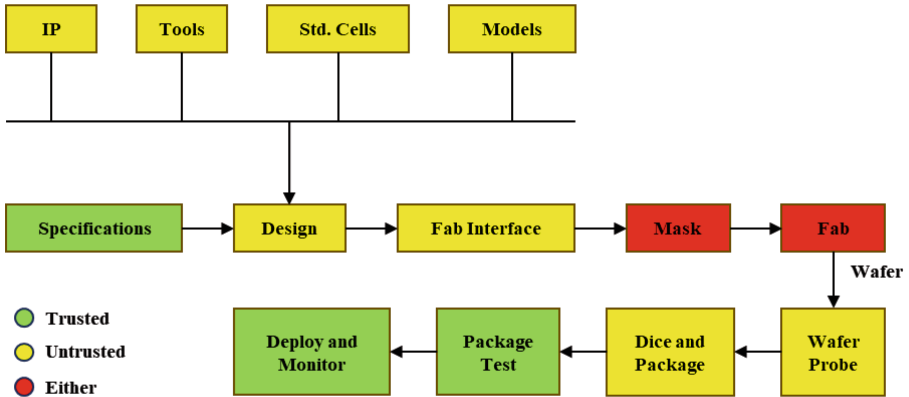 IP
Tools
Std. Cells
Models
Specifications
Design
Fab Interface
Mask
Fab
Wafer
Trusted
Untrusted
Either
Deploy and
Monitor
Package
Test
Dice and
Package
Wafer
Probe